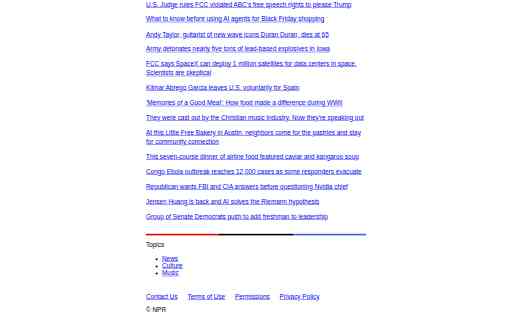 U.S. Judge rules FCC violated ABC's free speech rights to please Trump
What to know before using AI agents for Black Friday shopping
Andy Taylor, guitarist of new wave icons Duran Duran, dies at 65
Army detonates nearly five tons of lead-based explosives in Iowa
FCC says SpaceX can deploy 1 million satellites for data centers in space.
Scientists are skeptical
Kilmar Abrego Garcia leaves U.S. voluntarily for Spain
'Memories of a Good Meal': How food made a difference during WWII
They were cast out by the Christian music industry. Now they're speaking out
At this Little Free Bakery in Austin, neighbors come for the pastries and stay
for community connection
This seven-course dinner of airline food featured caviar and kangaroo soup
Congo Ebola outbreak reaches 12,000 cases as some responders evacuate
Republican wants FBI and CIA answers before questioning Nvidia chief
Jensen Huang is back and AI solves the Riemann hypothesis
Group of Senate Democrats push to add freshman to leadership
Topics
News
Culture
Music
Contact Us
Terms of Use
Permissions
Privacy Policy
© NPR